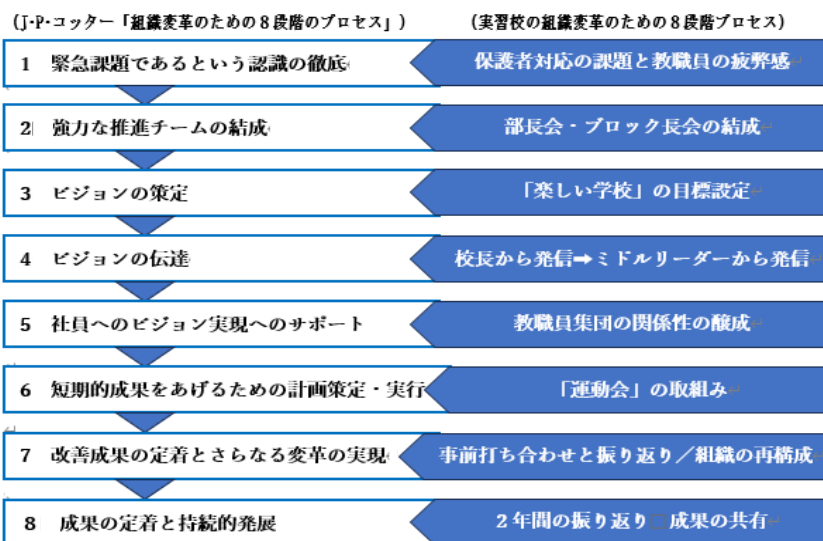 (J・P・コッター「組織変革のための８段階のプロセス」)
(実習校の組織変革のための８段階プロセス)
1 緊急課題であるという認識の徹底
保護者対応の課題と教職員の疲弊感
2 強力な推進チームの結成
部長会・ブロック長会の結成
3 ビジョンの策定
「楽しい学校」の目標設定
4 ビジョンの伝達
校長から発信➡ミドルリーダーから発信
5 社員へのビジョン実現へのサポート
教職員集団の関係性の醸成
6 短期的成果をあげるための計画策定・実行
「運動会」の取組み
7 改善成果の定着とさらなる変革の実現
事前打ち合わせと振り返り／組織の再構成
8 成果の定着と持続的発展
２年間の振り返り　成果の共有